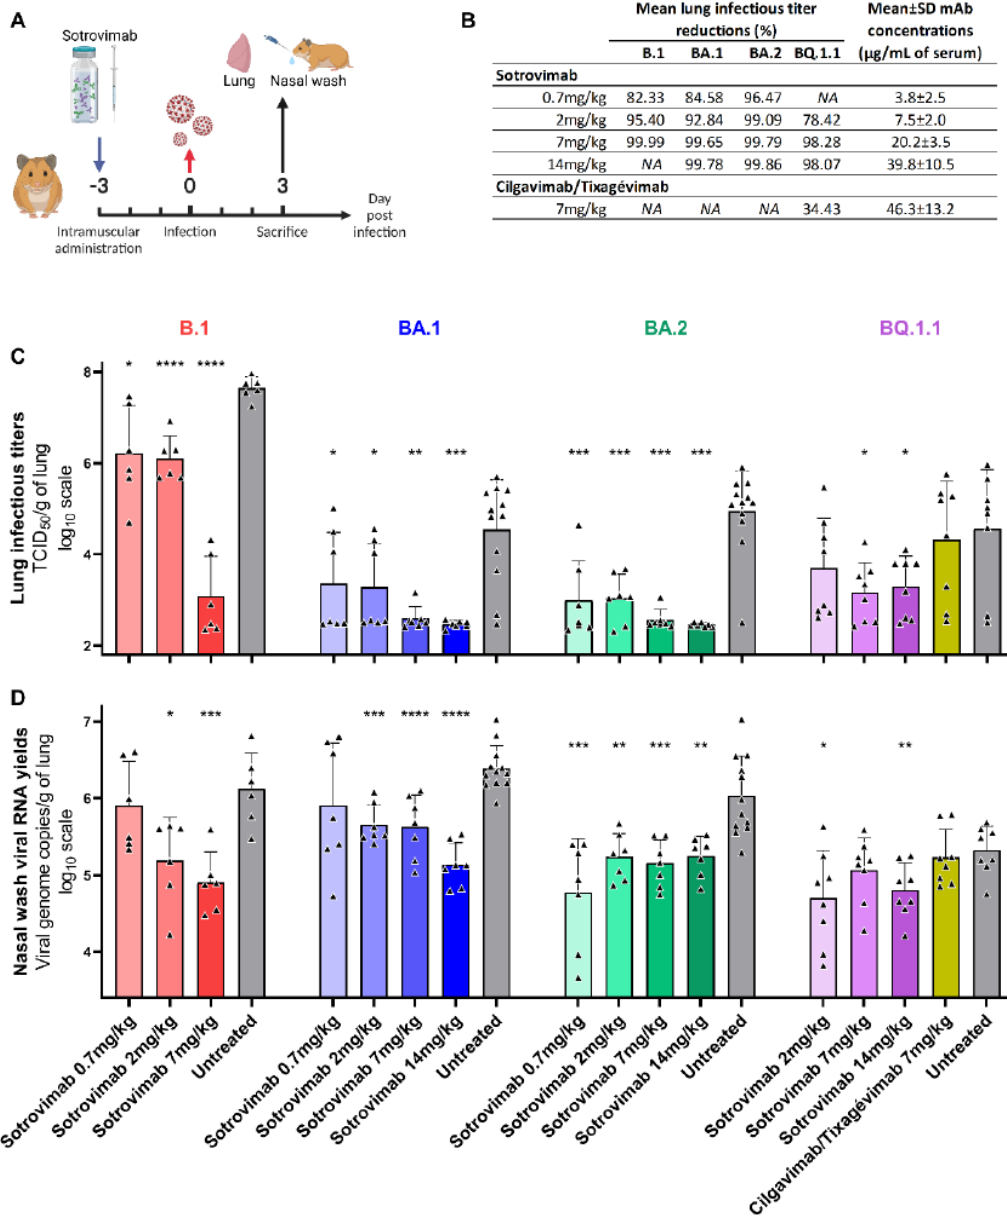 A
Sotrovimab
Lung
Nasal wash
-3
0
3
Day
post
infection
Intramuscular
administration
Infection
Sacrifice
B
Mean lung infectious titer
reductions (%)
Mean±SD mAb
concentrations
(µg/mL of serum)
B.1 BA.1 BA.2 BQ.1.1
Sotrovimab
0.7mg/kg 82.33 84.58 96.47 NA 3.8±2.5
2mg/kg 95.40 92.84 99.09 78.42 7.5±2.0
7mg/kg 99.99 99.65 99.79 98.28 20.2±3.5
14mg/kg NA 99.78 99.86 98.07 39.8±10.5
Cilgavimab/Tixagévimab
7mg/kg NA NA NA 34.43 46.3±13.2
B.1 BA.1 BA.2 BQ.1.1
C
Lung infectious titers
TCID50/g of lung
log10 scale
8
6
4
2
* **** ****
* * ** ***
*** *** *** ***
* *
D
Nasal wash viral RNA yields
Viral genome copies/g of lung
log10 scale
7
6
5
4
* ***
*** **** ****
*** ** *** **
* **
Sotrovimab 0.7mg/kg
Sotrovimab 2mg/kg
Sotrovimab 7mg/kg
Untreated
Sotrovimab 0.7mg/kg
Sotrovimab 2mg/kg
Sotrovimab 7mg/kg
Sotrovimab 14mg/kg
Untreated
Sotrovimab 0.7mg/kg
Sotrovimab 2mg/kg
Sotrovimab 7mg/kg
Sotrovimab 14mg/kg
Untreated
Sotrovimab 2mg/kg
Sotrovimab 7mg/kg
Sotrovimab 14mg/kg
Cilgavimab/Tixagévimab 7mg/kg
Untreated